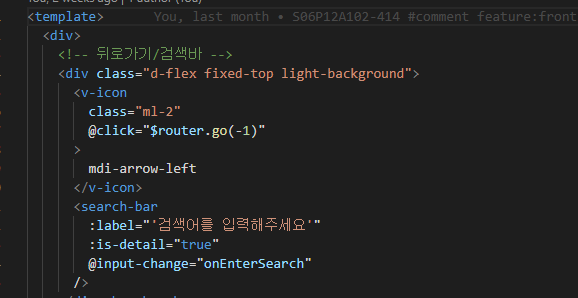 <template>  You, last month • S06P12A102-414 #comment feature:front
<div>
<!-- 뒤로가기/검색바 -->
<div class="d-flex fixed-top light-background">
<v-icon
class="ml-2"
@click="$router.go(-1)"
>
mdi-arrow-left
</v-icon>
<search-bar
:label="'검색어를 입력해주세요'"
:is-detail="true"
@input-change="onEnterSearch"
/>